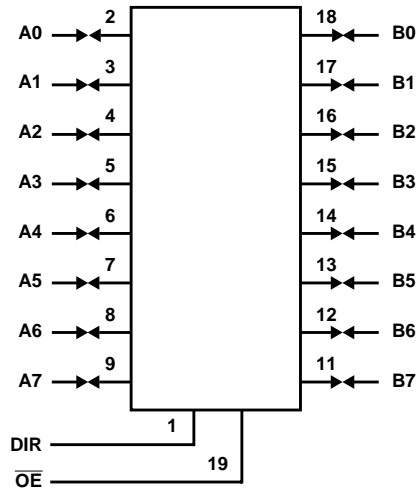 A0 2 18 B0
A1 3 17 B1
A2 4 16 B2
A3 5 15 B3
A4 6 14 B4
A5 7 13 B5
A6 8 12 B6
A7 9 11 B7
DIR 1
O̅E̅ 19